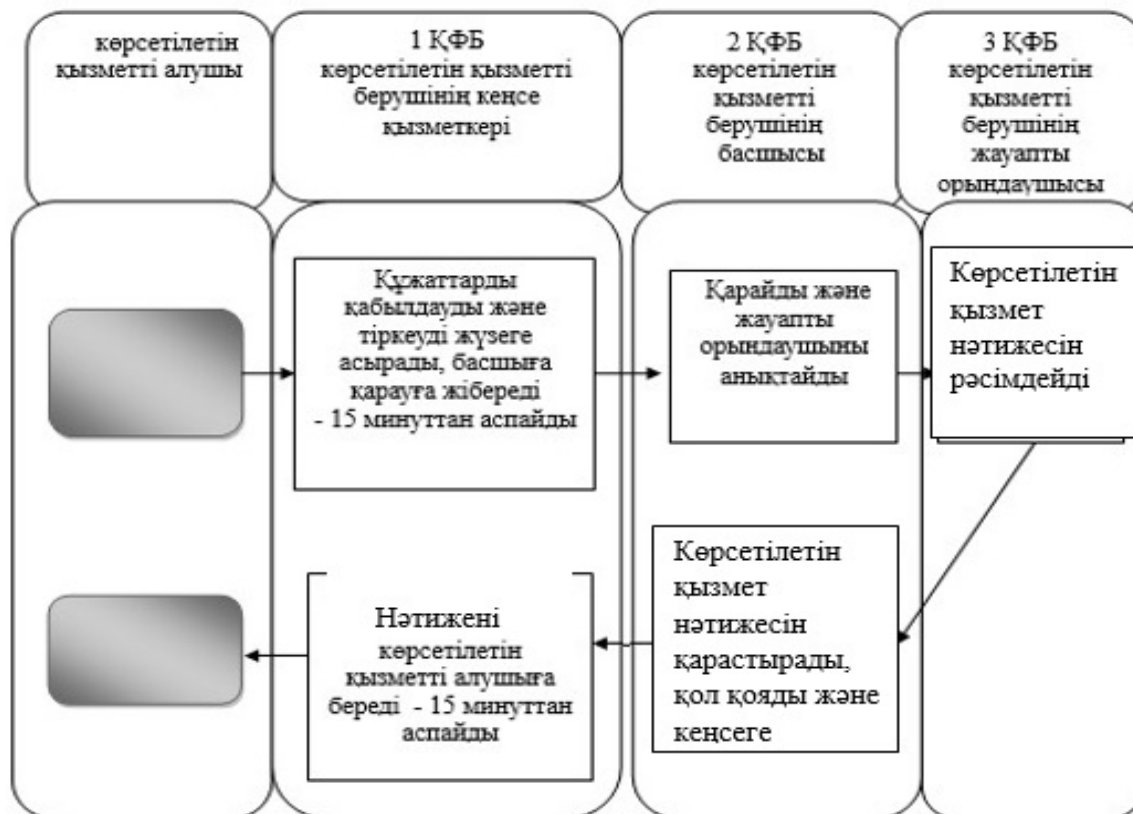 көрсетілетін
қызметті алушы
1 ҚФБ
көрсетілетін қызметті
берушінің кеңсе
қызметкері
2 ҚФБ
көрсетілетін
қызметті
берушінің
басшысы
3 ҚФБ
көрсетілетін
қызметті
берушінің
жауапты
орындаушысы
Құжаттарды
қабылдауды және
тіркеуді жүзеге
асырады, басшыға
қарауға жібереді
- 15 минуттан аспайды
Қарайды және
жауапты
орындаушыны
анықтайды
Көрсетілетін
қызмет
нәтижесін
рәсімдейді
Нәтижені
көрсетілетін
қызметті алушыға
береді - 15 минуттан
аспайды
Көрсетілетін
қызмет
нәтижесін
қарастырады,
қол қояды және
кеңсеге